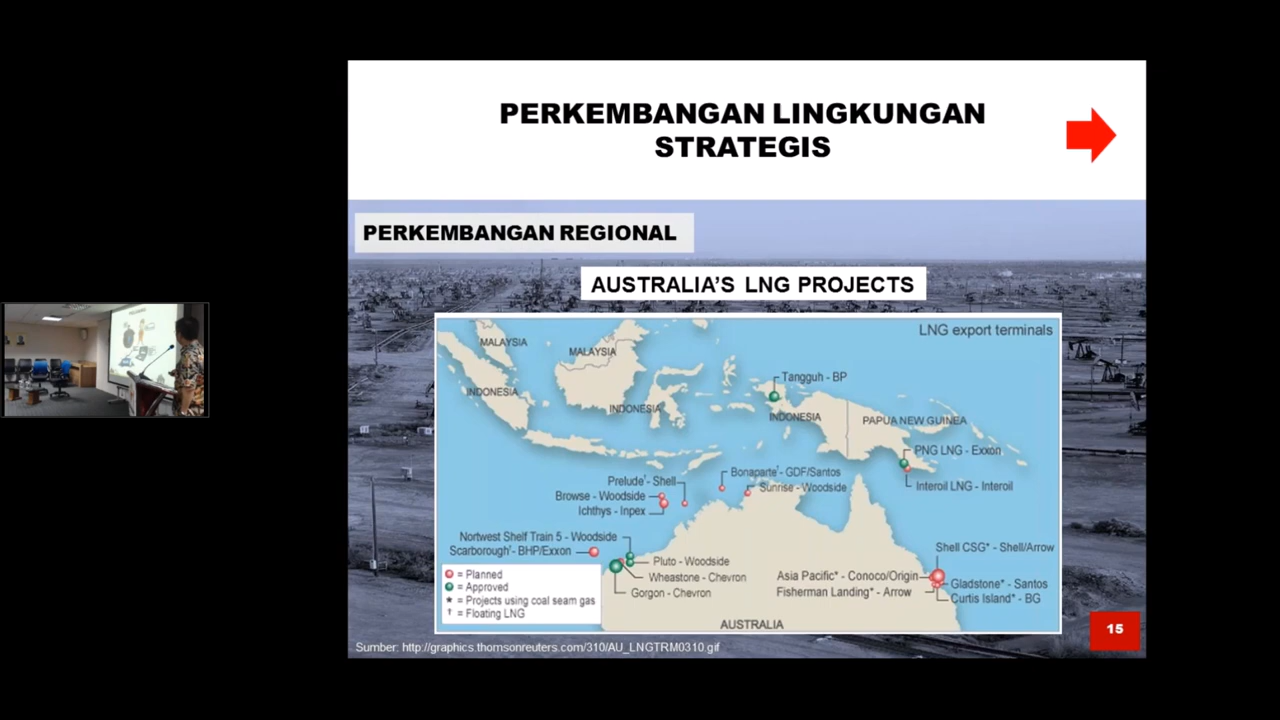 PERKEMBANGAN LINGKUNGAN
STRATEGIS
PERKEMBANGAN REGIONAL
AUSTRALIA'S LNG PROJECTS
LNG export terminals
MALAYSIA
MALAYSIA
INDONESIA
INDONESIA
Tangguh - BP
INDONESIA
PAPUA NEW GUINEA
PNG LNG - Exxon
Interoil LNG - Interoil
Bonaparte† - GDF/Santos
Prelude† - Shell
Sunrise - Woodside
Browse - Woodside
Ichthys - Inpex
Nortwest Shelf Train 5 - Woodside
Scarborough† - BHP/Exxon
Pluto - Woodside
Wheastone - Chevron
Gorgon - Chevron
Shell CSG* - Shell/Arrow
Asia Pacific* - Conoco/Origin
Gladstone* - Santos
Fisherman Landing* - Arrow
Curtis Island* - BG
= Planned
= Approved
* = Projects using coal seam gas
† = Floating LNG
AUSTRALIA
15
Sumber: http://graphics.thomsonreuters.com/310/AU_LNGTRM0310.gif